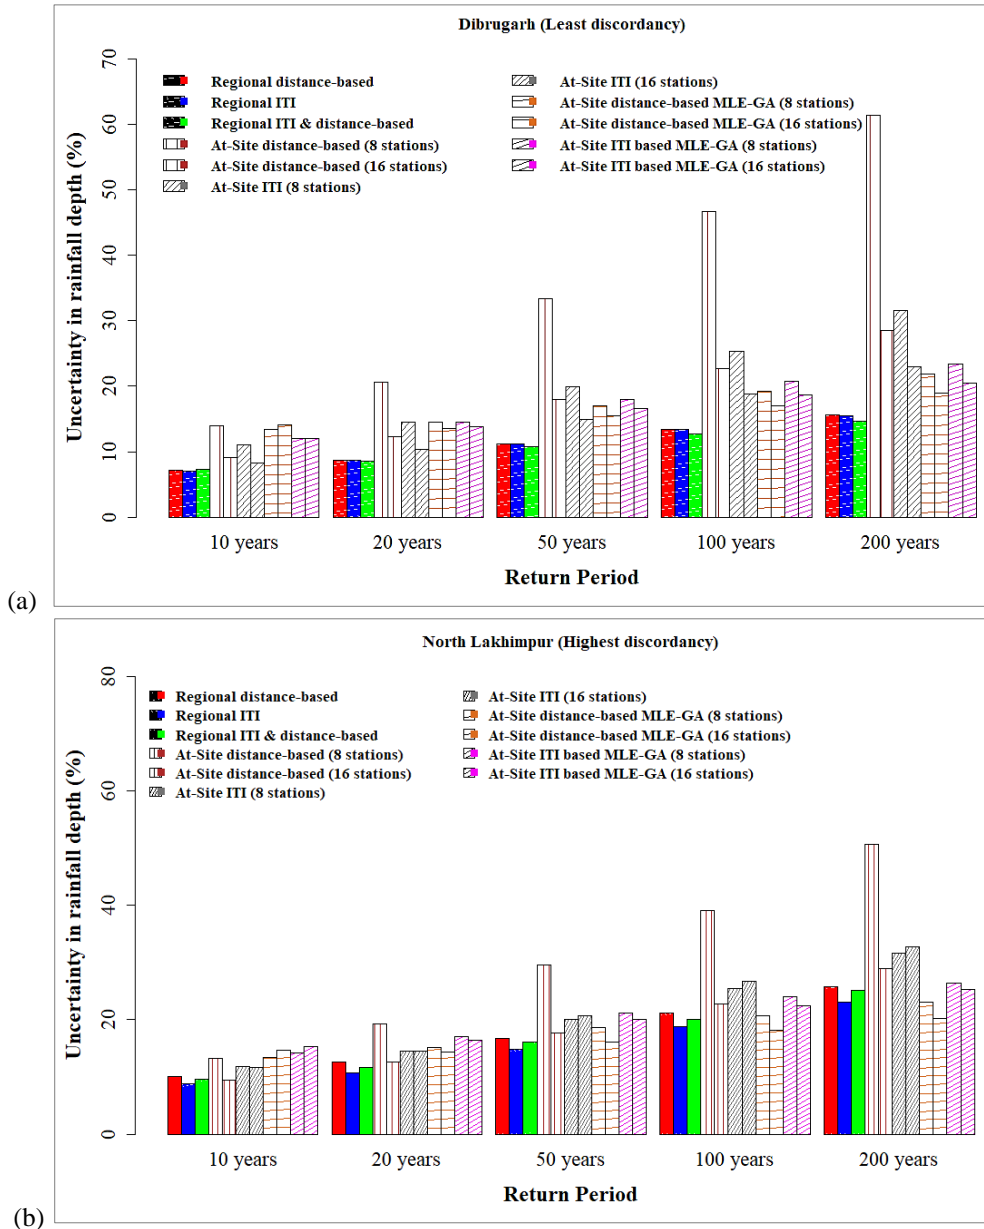 Dibrugarh (Least discordancy)
Uncertainty in rainfall depth (%)
70
60
50
40
30
20
10
0
Regional distance-based
Regional ITI
Regional ITI & distance-based
At-Site distance-based (8 stations)
At-Site distance-based (16 stations)
At-Site ITI (8 stations)
At-Site ITI (16 stations)
At-Site distance-based MLE-GA (8 stations)
At-Site distance-based MLE-GA (16 stations)
At-Site ITI based MLE-GA (8 stations)
At-Site ITI based MLE-GA (16 stations)
10 years 20 years 50 years 100 years 200 years
Return Period
(a)
North Lakhimpur (Highest discordancy)
Uncertainty in rainfall depth (%)
80
60
40
20
0
Regional distance-based
Regional ITI
Regional ITI & distance-based
At-Site distance-based (8 stations)
At-Site distance-based (16 stations)
At-Site ITI (8 stations)
At-Site ITI (16 stations)
At-Site distance-based MLE-GA (8 stations)
At-Site distance-based MLE-GA (16 stations)
At-Site ITI based MLE-GA (8 stations)
At-Site ITI based MLE-GA (16 stations)
10 years 20 years 50 years 100 years 200 years
Return Period
(b)